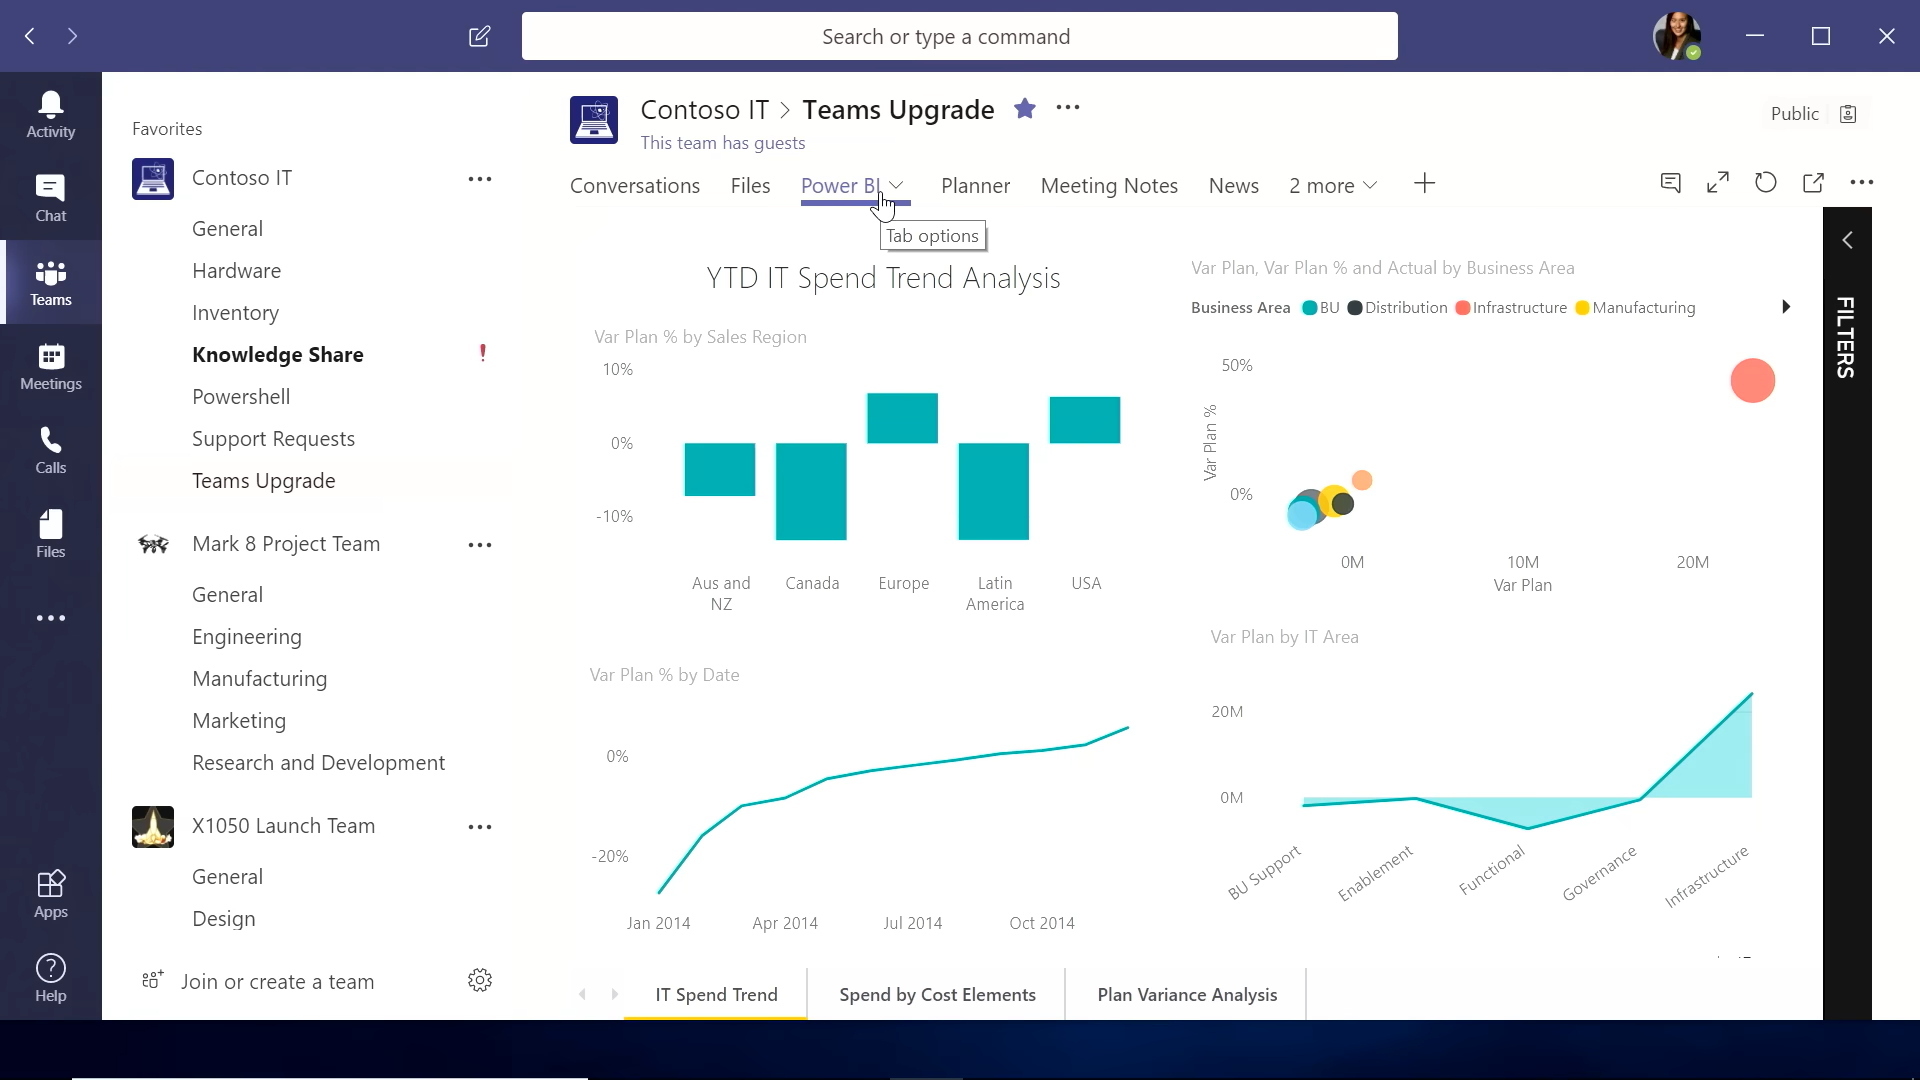 Search or type a command
Activity
Chat
Teams
Meetings
Calls
Files
Apps
Help
Favorites
Contoso IT
General
Hardware
Inventory
Knowledge Share !
Powershell
Support Requests
Teams Upgrade
Mark 8 Project Team
General
Engineering
Manufacturing
Marketing
Research and Development
X1050 Launch Team
General
Design
Join or create a team
Contoso IT > Teams Upgrade
This team has guests
Public
Conversations Files Power BI Planner Meeting Notes News 2 more
Tab options
YTD IT Spend Trend Analysis
Var Plan % by Sales Region
10%
0%
-10%
Aus and
NZ
Canada
Europe
Latin
America
USA
Var Plan, Var Plan % and Actual by Business Area
Business Area BU Distribution Infrastructure Manufacturing
Var Plan %
50%
0%
0M 10M 20M
Var Plan
Var Plan % by Date
0%
-20%
Jan 2014 Apr 2014 Jul 2014 Oct 2014
Var Plan by IT Area
20M
0M
BU Support
Enablement
Functional
Governance
Infrastructure
FILTERS
IT Spend Trend Spend by Cost Elements Plan Variance Analysis